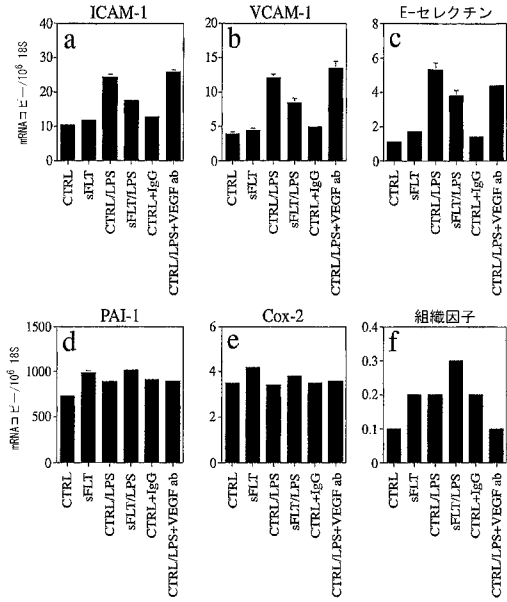 ICAM-1 VCAM-1 E-セレクチン
a b c
mRNAコピー/10⁶ 18S
40 30 20 10 0
15 10 5 0
8 6 4 2 0
CTRL sFLT CTRL/LPS sFLT/LPS CTRL+IgG CTRL/LPS+VEGF ab
CTRL sFLT CTRL/LPS sFLT/LPS CTRL+IgG CTRL/LPS+VEGF ab
CTRL sFLT CTRL/LPS sFLT/LPS CTRL+IgG CTRL/LPS+VEGF ab
PAI-1 Cox-2 組織因子
d e f
mRNAコピー/10⁶ 18S
1500 1000 500 0
6 4 2 0
0.4 0.3 0.2 0.1 0
CTRL sFLT CTRL/LPS sFLT/LPS CTRL+IgG CTRL/LPS+VEGF ab
CTRL sFLT CTRL/LPS sFLT/LPS CTRL+IgG CTRL/LPS+VEGF ab
CTRL sFLT CTRL/LPS sFLT/LPS CTRL+IgG CTRL/LPS+VEGF ab